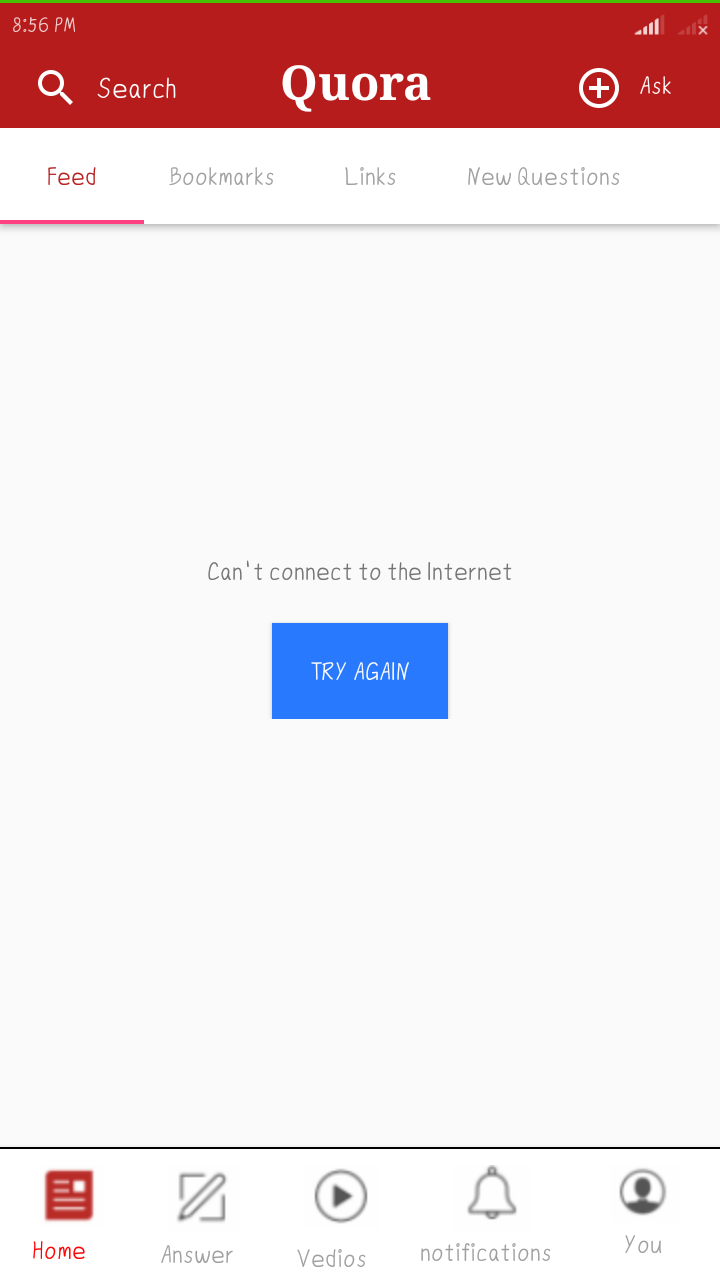 8:56 PM
Search Quora Ask
Feed Bookmarks Links New Questions
Can't connect to the Internet
TRY AGAIN
Home Answer Vedios notifications You